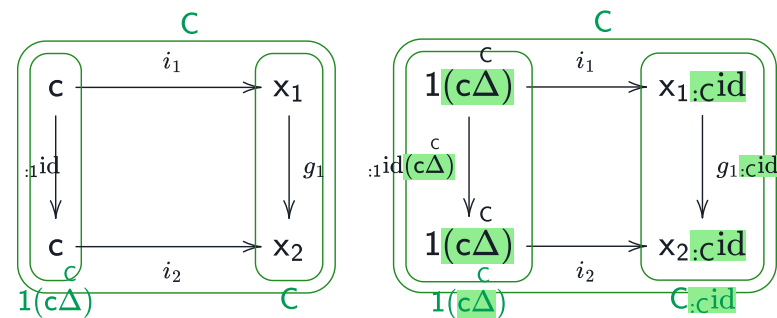 C
i₁
c x₁
:1id g₁
c x₂
i₂
C
1(cΔ) C
C
C
i₁
1(cΔ) x₁:Cid
C
:1id(cΔ) g₁:Cid
C
1(cΔ) x₂:Cid
i₂
C
1(cΔ) C:Cid